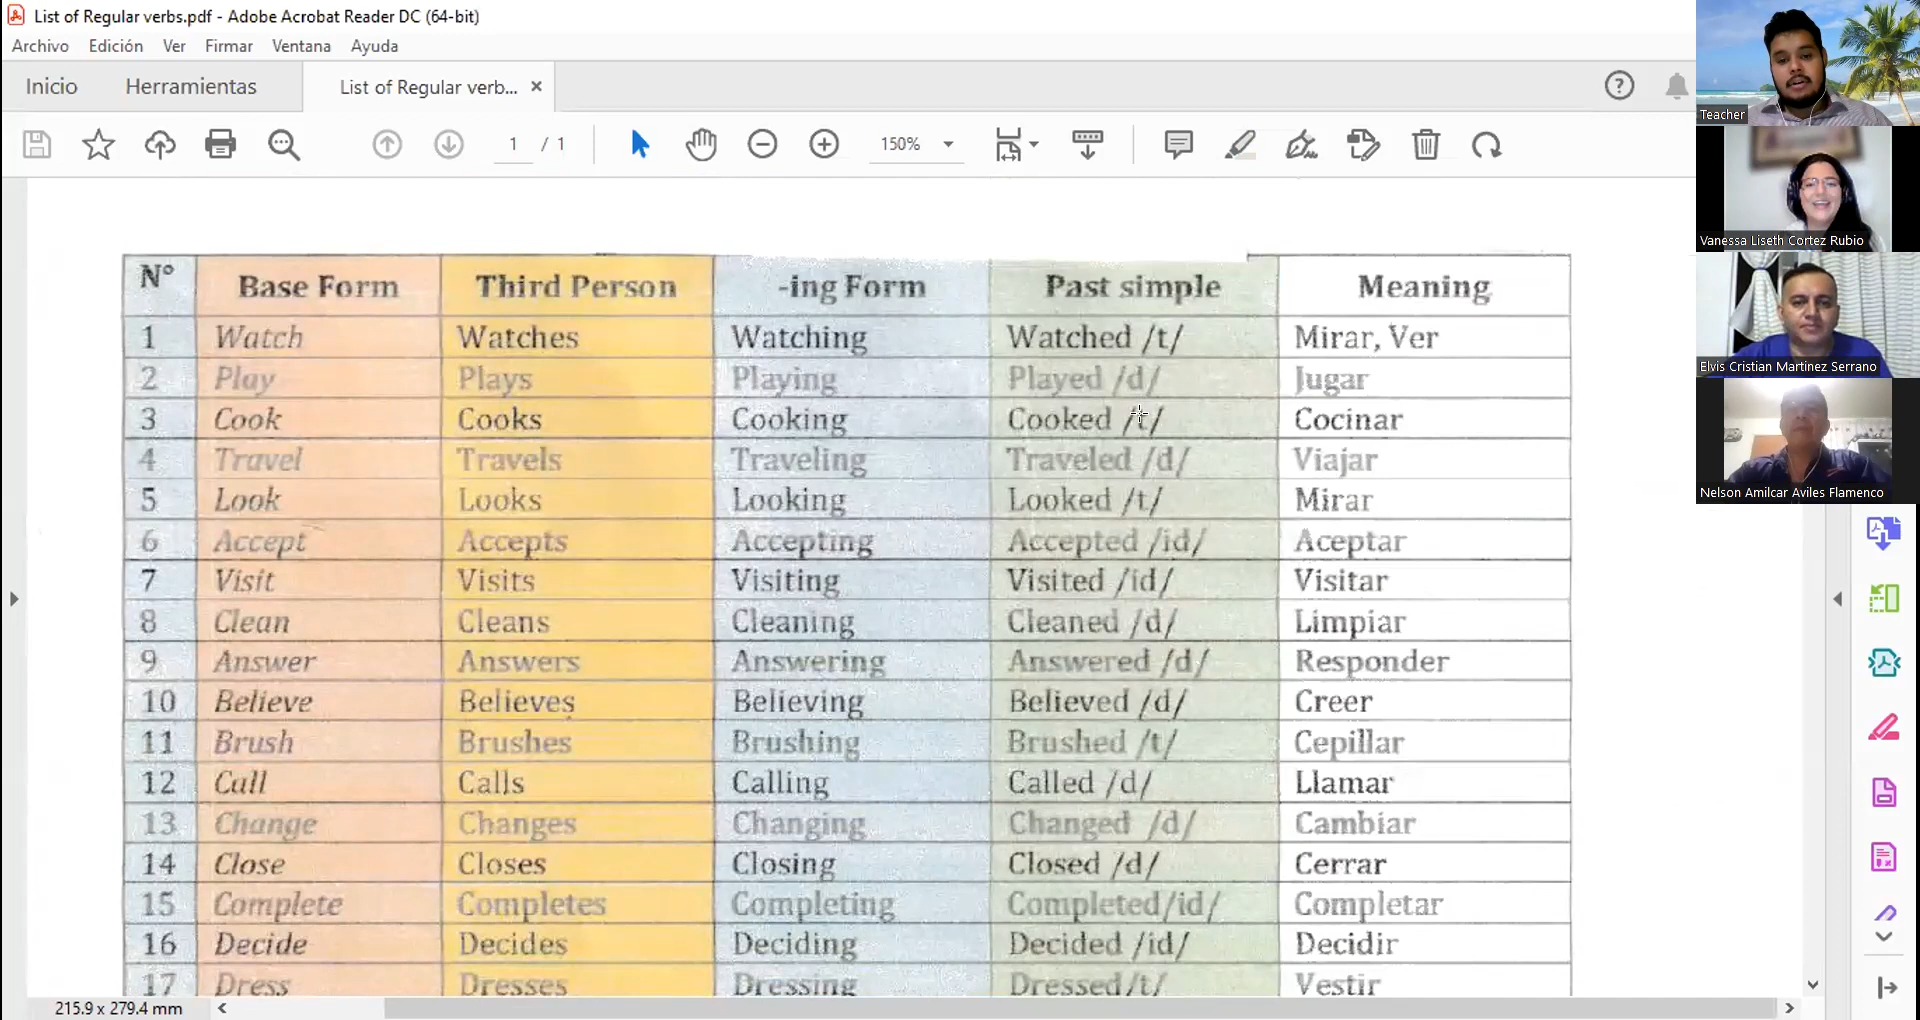 List of Regular verbs.pdf - Adobe Acrobat Reader DC (64-bit)
Archivo Edición Ver Firmar Ventana Ayuda
Inicio Herramientas List of Regular verb... ×
1 / 1 150%
Teacher
Vanessa Liseth Cortez Rubio
Elvis Cristian Martinez Serrano
Nelson Amilcar Aviles Flamenco
N° Base Form Third Person -ing Form Past simple Meaning
1 Watch Watches Watching Watched /t/ Mirar, Ver
2 Play Plays Playing Played /d/ Jugar
3 Cook Cooks Cooking Cooked /t/ Cocinar
4 Travel Travels Traveling Traveled /d/ Viajar
5 Look Looks Looking Looked /t/ Mirar
6 Accept Accepts Accepting Accepted /id/ Aceptar
7 Visit Visits Visiting Visited /id/ Visitar
8 Clean Cleans Cleaning Cleaned /d/ Limpiar
9 Answer Answers Answering Answered /d/ Responder
10 Believe Believes Believing Believed /d/ Creer
11 Brush Brushes Brushing Brushed /t/ Cepillar
12 Call Calls Calling Called /d/ Llamar
13 Change Changes Changing Changed /d/ Cambiar
14 Close Closes Closing Closed /d/ Cerrar
15 Complete Completes Completing Completed/id/ Completar
16 Decide Decides Deciding Decided /id/ Decidir
17 Dress Dresses Dressing Dressed/t/ Vestir
215.9 x 279.4 mm